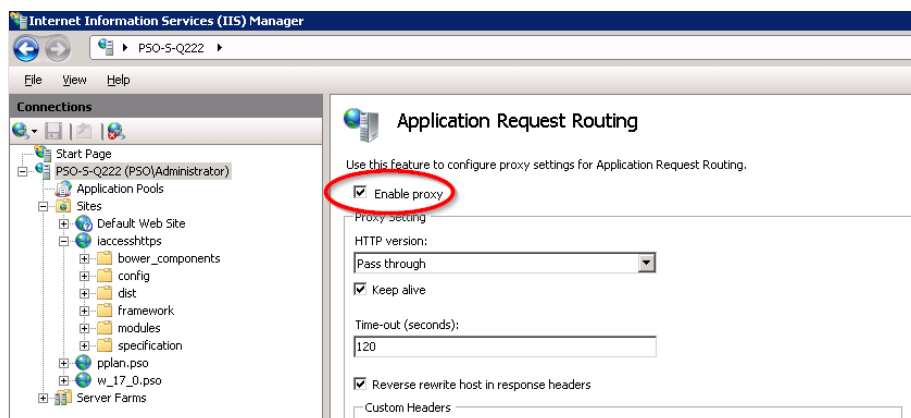 Internet Information Services (IIS) Manager
PSO-S-Q222
File View Help
Connections
Start Page
PSO-S-Q222 (PSO\Administrator)
Application Pools
Sites
Default Web Site
iaccesshttps
bower_components
config
dist
framework
modules
specification
pplan.pso
w_17_0.pso
Server Farms
Application Request Routing
Use this feature to configure proxy settings for Application Request Routing.
Enable proxy
Proxy Setting
HTTP version:
Pass through
Keep alive
Time-out (seconds):
120
Reverse rewrite host in response headers
Custom Headers